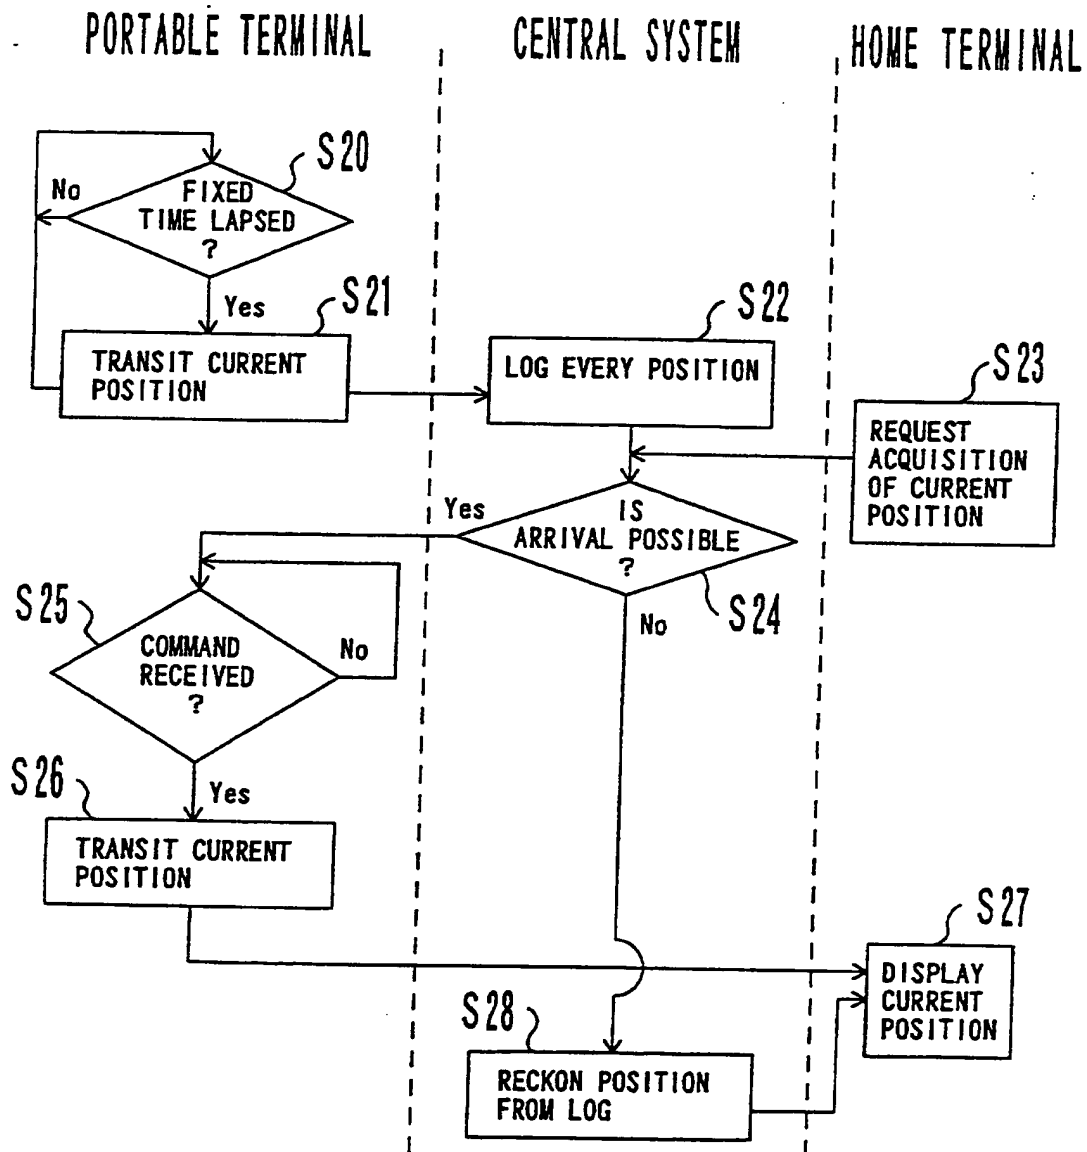 PORTABLE TERMINAL
CENTRAL SYSTEM
HOME TERMINAL
S20
No
FIXED
TIME LAPSED
?
Yes
S21
TRANSIT CURRENT
POSITION
S22
LOG EVERY POSITION
S23
REQUEST
ACQUISITION
OF CURRENT
POSITION
Yes
IS
ARRIVAL POSSIBLE
?
S24
No
S25
COMMAND
RECEIVED
?
No
S26
Yes
TRANSIT CURRENT
POSITION
S27
DISPLAY
CURRENT
POSITION
S28
RECKON POSITION
FROM LOG